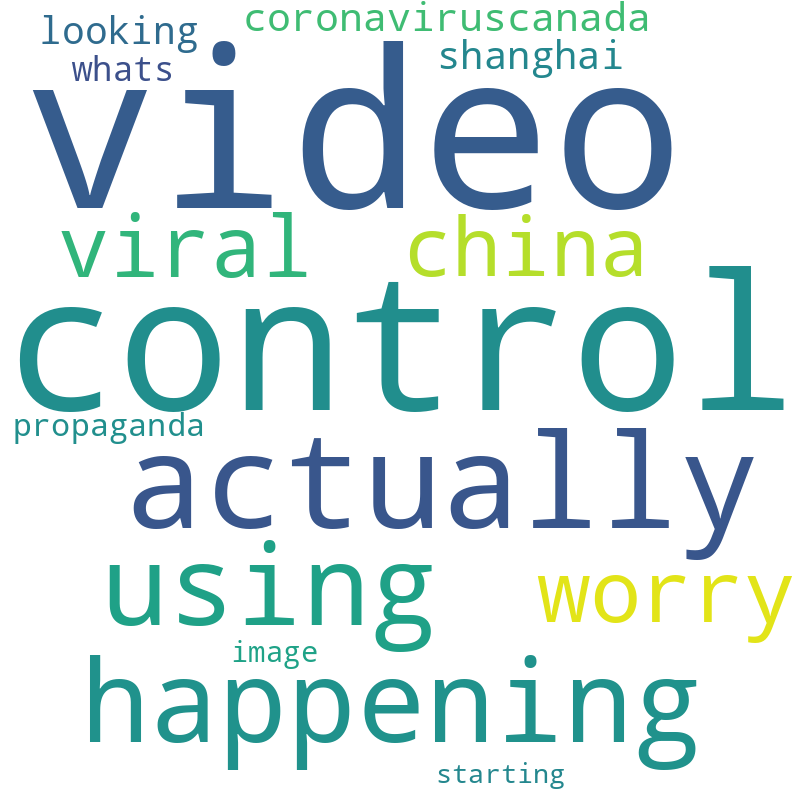 looking coronaviruscanada
whats shanghai
video
viral china
control
propaganda
actually
using worry
image
happening
starting